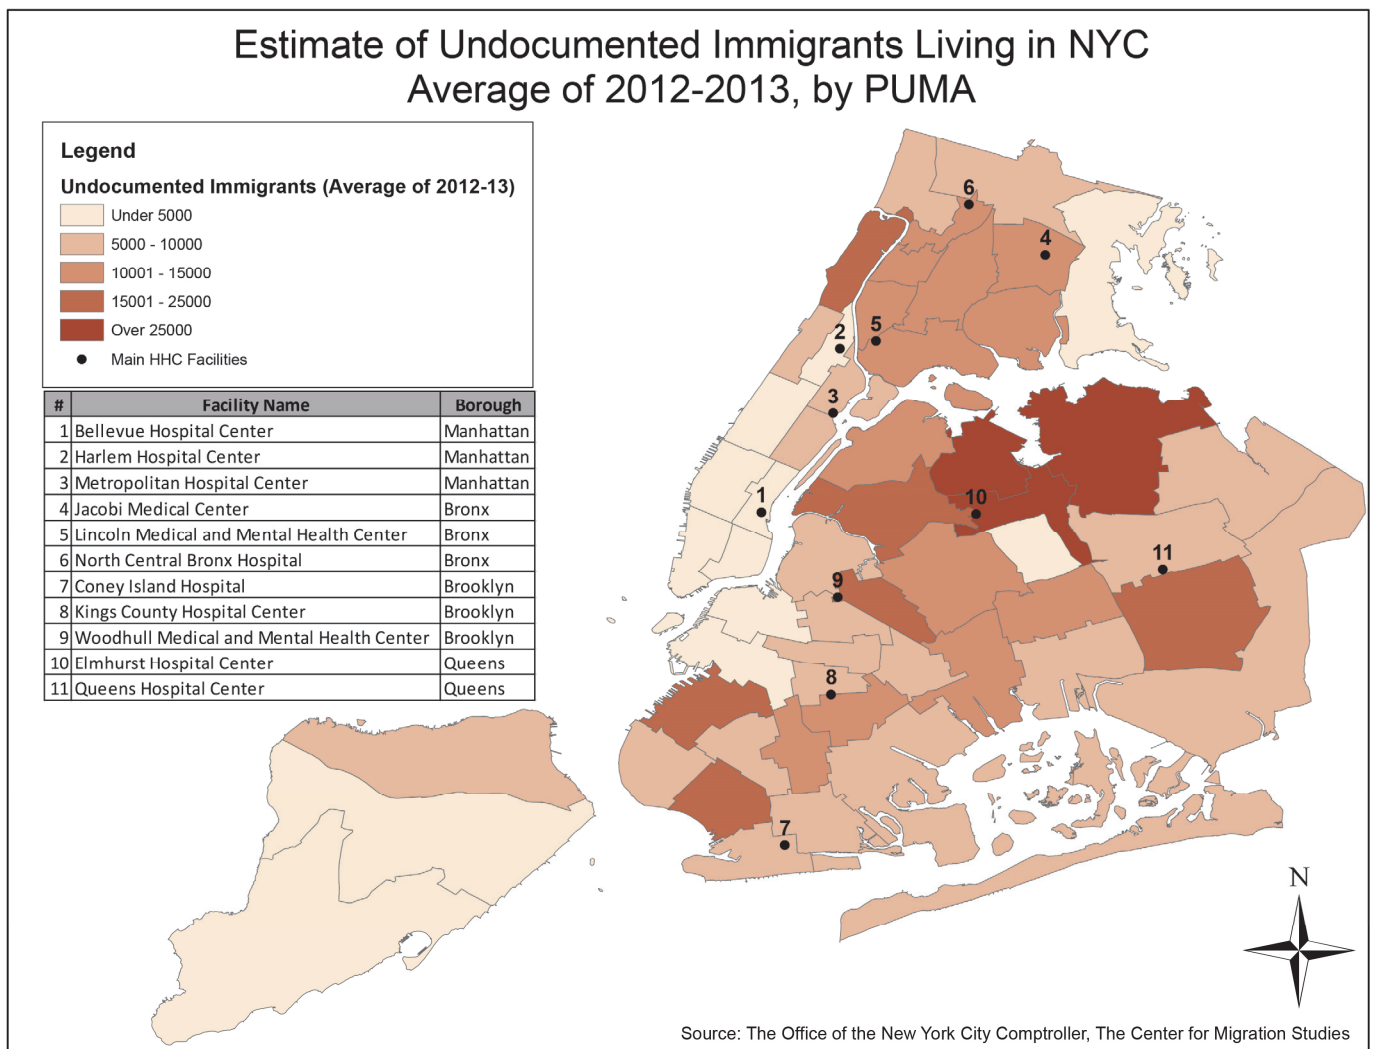 Estimate of Undocumented Immigrants Living in NYC
Average of 2012-2013, by PUMA
Legend
Undocumented Immigrants (Average of 2012-13)
Under 5000
5000 - 10000
10001 - 15000
15001 - 25000
Over 25000
Main HHC Facilities
# Facility Name Borough
1 Bellevue Hospital Center Manhattan
2 Harlem Hospital Center Manhattan
3 Metropolitan Hospital Center Manhattan
4 Jacobi Medical Center Bronx
5 Lincoln Medical and Mental Health Center Bronx
6 North Central Bronx Hospital Bronx
7 Coney Island Hospital Brooklyn
8 Kings County Hospital Center Brooklyn
9 Woodhull Medical and Mental Health Center Brooklyn
10 Elmhurst Hospital Center Queens
11 Queens Hospital Center Queens
6
4
5
2
3
1
10
11
9
8
7
N
Source: The Office of the New York City Comptroller, The Center for Migration Studies